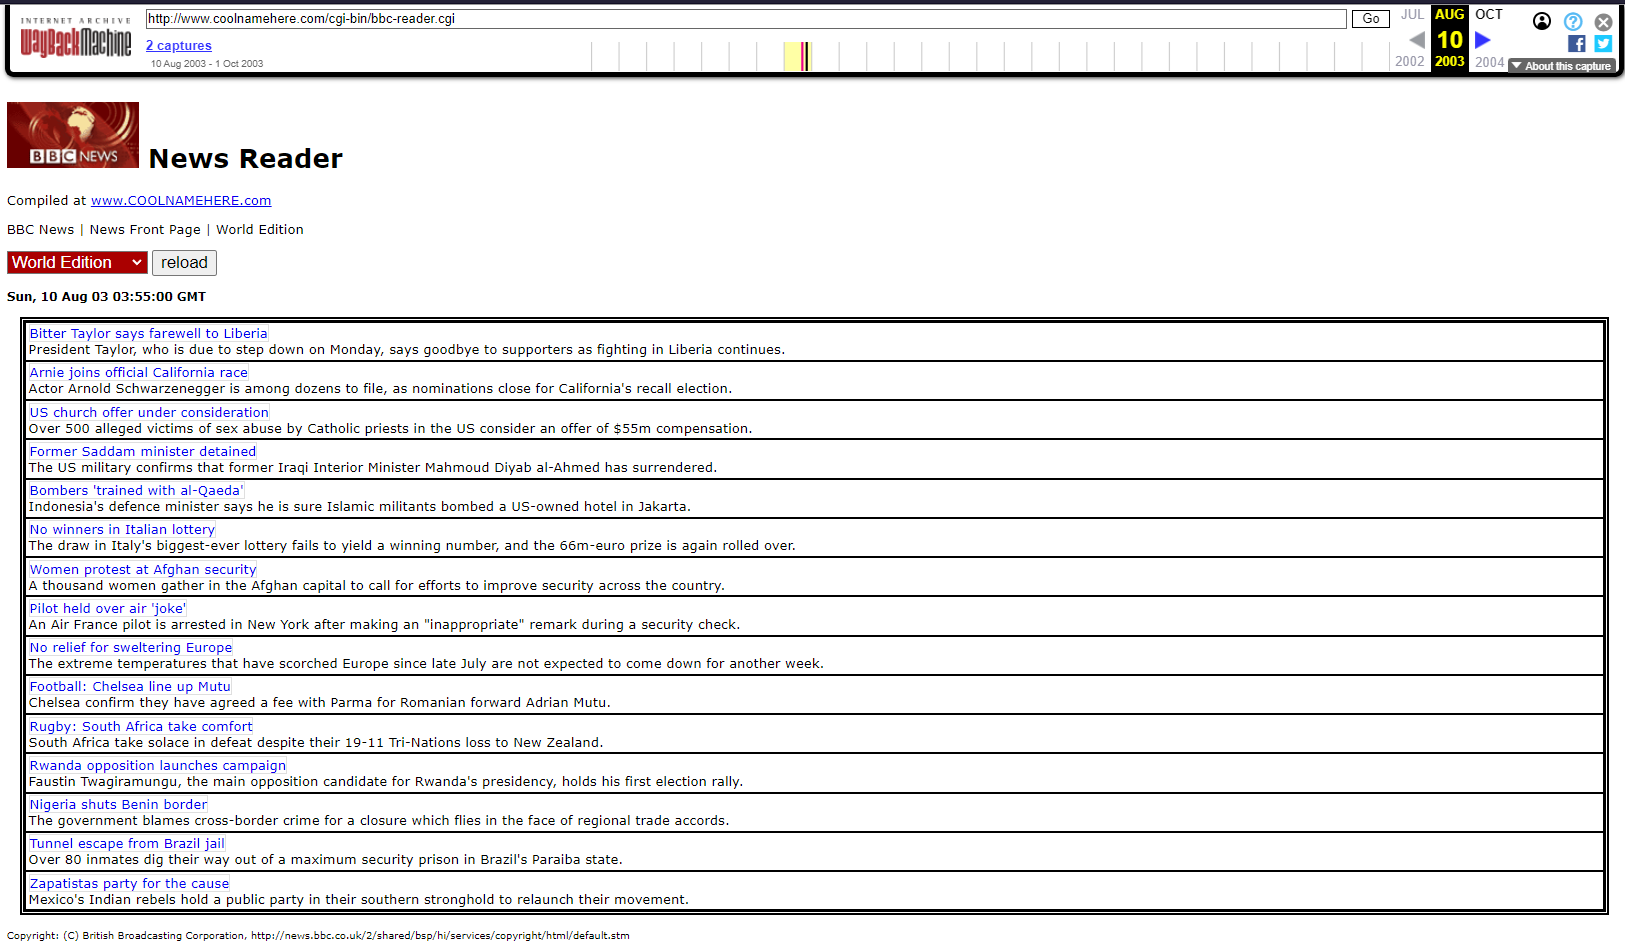 INTERNET ARCHIVE
WayBackMachine
http://www.coolnamehere.com/cgi-bin/bbc-reader.cgi
Go
JUL AUG OCT
2 captures
10
10 Aug 2003 - 1 Oct 2003
2002 2003 2004
About this capture
BBC NEWS
News Reader
Compiled at www.COOLNAMEHERE.com
BBC News | News Front Page | World Edition
World Edition reload
Sun, 10 Aug 03 03:55:00 GMT
Bitter Taylor says farewell to Liberia
President Taylor, who is due to step down on Monday, says goodbye to supporters as fighting in Liberia continues.
Arnie joins official California race
Actor Arnold Schwarzenegger is among dozens to file, as nominations close for California's recall election.
US church offer under consideration
Over 500 alleged victims of sex abuse by Catholic priests in the US consider an offer of $55m compensation.
Former Saddam minister detained
The US military confirms that former Iraqi Interior Minister Mahmoud Diyab al-Ahmed has surrendered.
Bombers 'trained with al-Qaeda'
Indonesia's defence minister says he is sure Islamic militants bombed a US-owned hotel in Jakarta.
No winners in Italian lottery
The draw in Italy's biggest-ever lottery fails to yield a winning number, and the 66m-euro prize is again rolled over.
Women protest at Afghan security
A thousand women gather in the Afghan capital to call for efforts to improve security across the country.
Pilot held over air 'joke'
An Air France pilot is arrested in New York after making an "inappropriate" remark during a security check.
No relief for sweltering Europe
The extreme temperatures that have scorched Europe since late July are not expected to come down for another week.
Football: Chelsea line up Mutu
Chelsea confirm they have agreed a fee with Parma for Romanian forward Adrian Mutu.
Rugby: South Africa take comfort
South Africa take solace in defeat despite their 19-11 Tri-Nations loss to New Zealand.
Rwanda opposition launches campaign
Faustin Twagiramungu, the main opposition candidate for Rwanda's presidency, holds his first election rally.
Nigeria shuts Benin border
The government blames cross-border crime for a closure which flies in the face of regional trade accords.
Tunnel escape from Brazil jail
Over 80 inmates dig their way out of a maximum security prison in Brazil's Paraiba state.
Zapatistas party for the cause
Mexico's Indian rebels hold a public party in their southern stronghold to relaunch their movement.
Copyright: (C) British Broadcasting Corporation, http://news.bbc.co.uk/2/shared/bsp/hi/services/copyright/html/default.stm